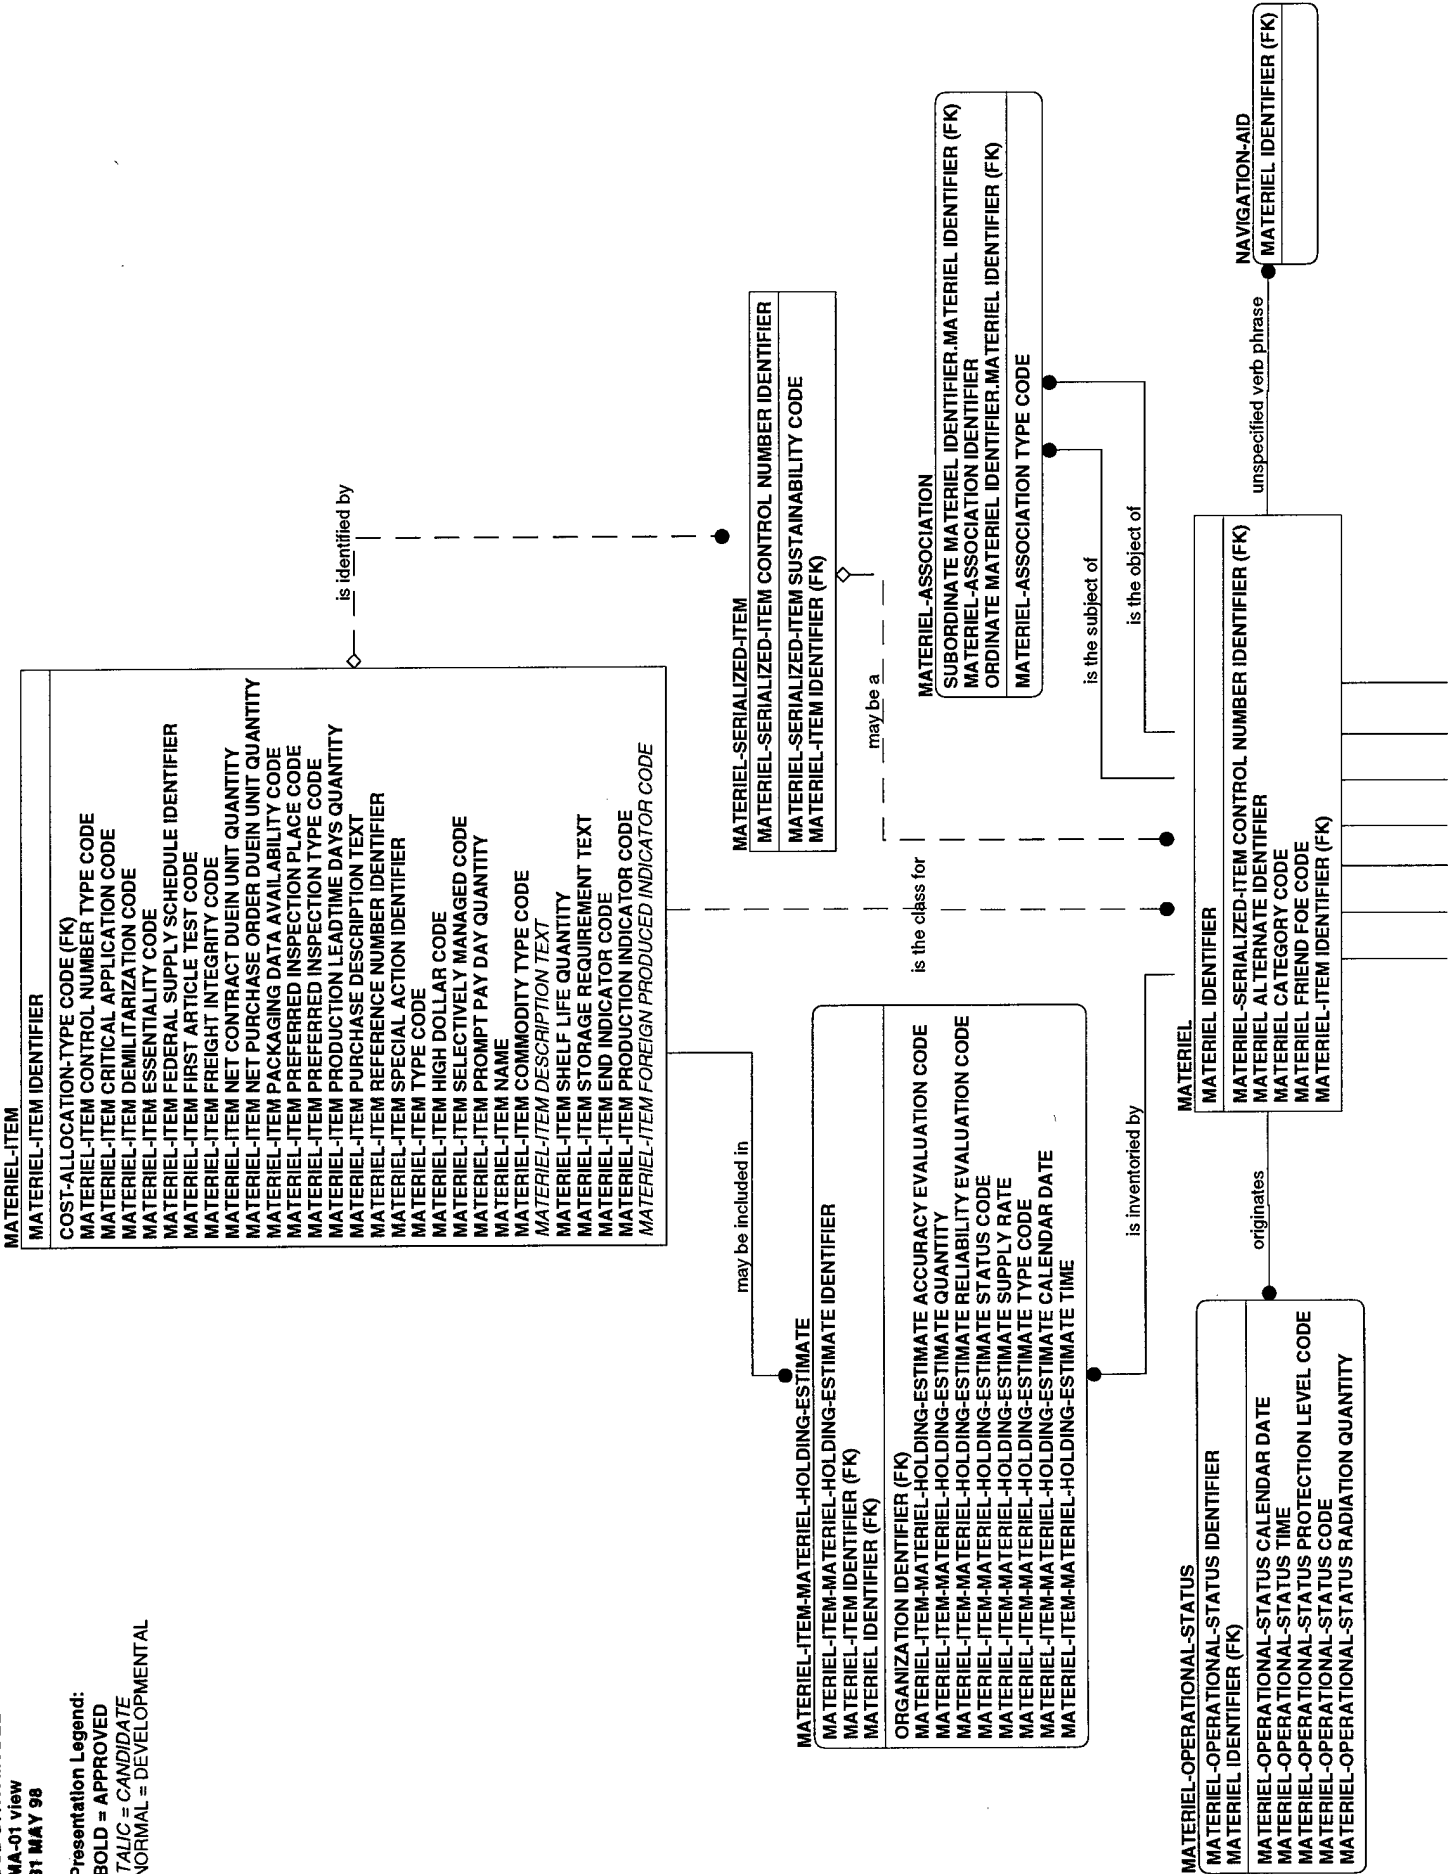 MA-01 view
31 MAY 98
Presentation Legend:
BOLD = APPROVED
ITALIC = CANDIDATE
NORMAL = DEVELOPMENTAL
MATERIEL-ITEM
MATERIEL-ITEM IDENTIFIER
COST-ALLOCATION-TYPE CODE (FK)
MATERIEL-ITEM CONTROL NUMBER TYPE CODE
MATERIEL-ITEM CRITICAL APPLICATION CODE
MATERIEL-ITEM DEMILITARIZATION CODE
MATERIEL-ITEM ESSENTIALITY CODE
MATERIEL-ITEM FEDERAL SUPPLY SCHEDULE IDENTIFIER
MATERIEL-ITEM FIRST ARTICLE TEST CODE
MATERIEL-ITEM FREIGHT INTEGRITY CODE
MATERIEL-ITEM NET CONTRACT DUEIN UNIT QUANTITY
MATERIEL-ITEM NET PURCHASE ORDER DUEIN UNIT QUANTITY
MATERIEL-ITEM PACKAGING DATA AVAILABILITY CODE
MATERIEL-ITEM PREFERRED INSPECTION PLACE CODE
MATERIEL-ITEM PREFERRED INSPECTION TYPE CODE
MATERIEL-ITEM PRODUCTION LEADTIME DAYS QUANTITY
MATERIEL-ITEM PURCHASE DESCRIPTION TEXT
MATERIEL-ITEM REFERENCE NUMBER IDENTIFIER
MATERIEL-ITEM SPECIAL ACTION IDENTIFIER
MATERIEL-ITEM TYPE CODE
MATERIEL-ITEM HIGH DOLLAR CODE
MATERIEL-ITEM SELECTIVELY MANAGED CODE
MATERIEL-ITEM PROMPT PAY DAY QUANTITY
MATERIEL-ITEM NAME
MATERIEL-ITEM COMMODITY TYPE CODE
MATERIEL-ITEM DESCRIPTION TEXT
MATERIEL-ITEM SHELF LIFE QUANTITY
MATERIEL-ITEM STORAGE REQUIREMENT TEXT
MATERIEL-ITEM END INDICATOR CODE
MATERIEL-ITEM PRODUCTION INDICATOR CODE
MATERIEL-ITEM FOREIGN PRODUCED INDICATOR CODE
is identified by
may be included in
MATERIEL-SERIALIZED-ITEM
MATERIEL-SERIALIZED-ITEM CONTROL NUMBER IDENTIFIER
MATERIEL-SERIALIZED-ITEM SUSTAINABILITY CODE
MATERIEL-ITEM IDENTIFIER (FK)
MATERIEL-ITEM-MATERIEL-HOLDING-ESTIMATE
MATERIEL-ITEM-MATERIEL-HOLDING-ESTIMATE IDENTIFIER
MATERIEL-ITEM IDENTIFIER (FK)
MATERIEL IDENTIFIER (FK)
ORGANIZATION IDENTIFIER (FK)
MATERIEL-ITEM-MATERIEL-HOLDING-ESTIMATE ACCURACY EVALUATION CODE
MATERIEL-ITEM-MATERIEL-HOLDING-ESTIMATE QUANTITY
MATERIEL-ITEM-MATERIEL-HOLDING-ESTIMATE RELIABILITY EVALUATION CODE
MATERIEL-ITEM-MATERIEL-HOLDING-ESTIMATE STATUS CODE
MATERIEL-ITEM-MATERIEL-HOLDING-ESTIMATE SUPPLY RATE
MATERIEL-ITEM-MATERIEL-HOLDING-ESTIMATE TYPE CODE
MATERIEL-ITEM-MATERIEL-HOLDING-ESTIMATE CALENDAR DATE
MATERIEL-ITEM-MATERIEL-HOLDING-ESTIMATE TIME
may be a
is the class for
MATERIEL-ASSOCIATION
SUBORDINATE MATERIEL IDENTIFIER.MATERIEL IDENTIFIER (FK)
MATERIEL-ASSOCIATION IDENTIFIER
ORDINATE MATERIEL IDENTIFIER.MATERIEL IDENTIFIER (FK)
MATERIEL-ASSOCIATION TYPE CODE
is the subject of
is the object of
is inventoried by
MATERIEL-OPERATIONAL-STATUS
MATERIEL-OPERATIONAL-STATUS IDENTIFIER
MATERIEL IDENTIFIER (FK)
MATERIEL-OPERATIONAL-STATUS CALENDAR DATE
MATERIEL-OPERATIONAL-STATUS TIME
MATERIEL-OPERATIONAL-STATUS PROTECTION LEVEL CODE
MATERIEL-OPERATIONAL-STATUS CODE
MATERIEL-OPERATIONAL-STATUS RADIATION QUANTITY
originates
MATERIEL
MATERIEL IDENTIFIER
MATERIEL-SERIALIZED-ITEM CONTROL NUMBER IDENTIFIER (FK)
MATERIEL ALTERNATE IDENTIFIER
MATERIEL CATEGORY CODE
MATERIEL FRIEND FOE CODE
MATERIEL-ITEM IDENTIFIER (FK)
unspecified verb phrase
NAVIGATION-AID
MATERIEL IDENTIFIER (FK)